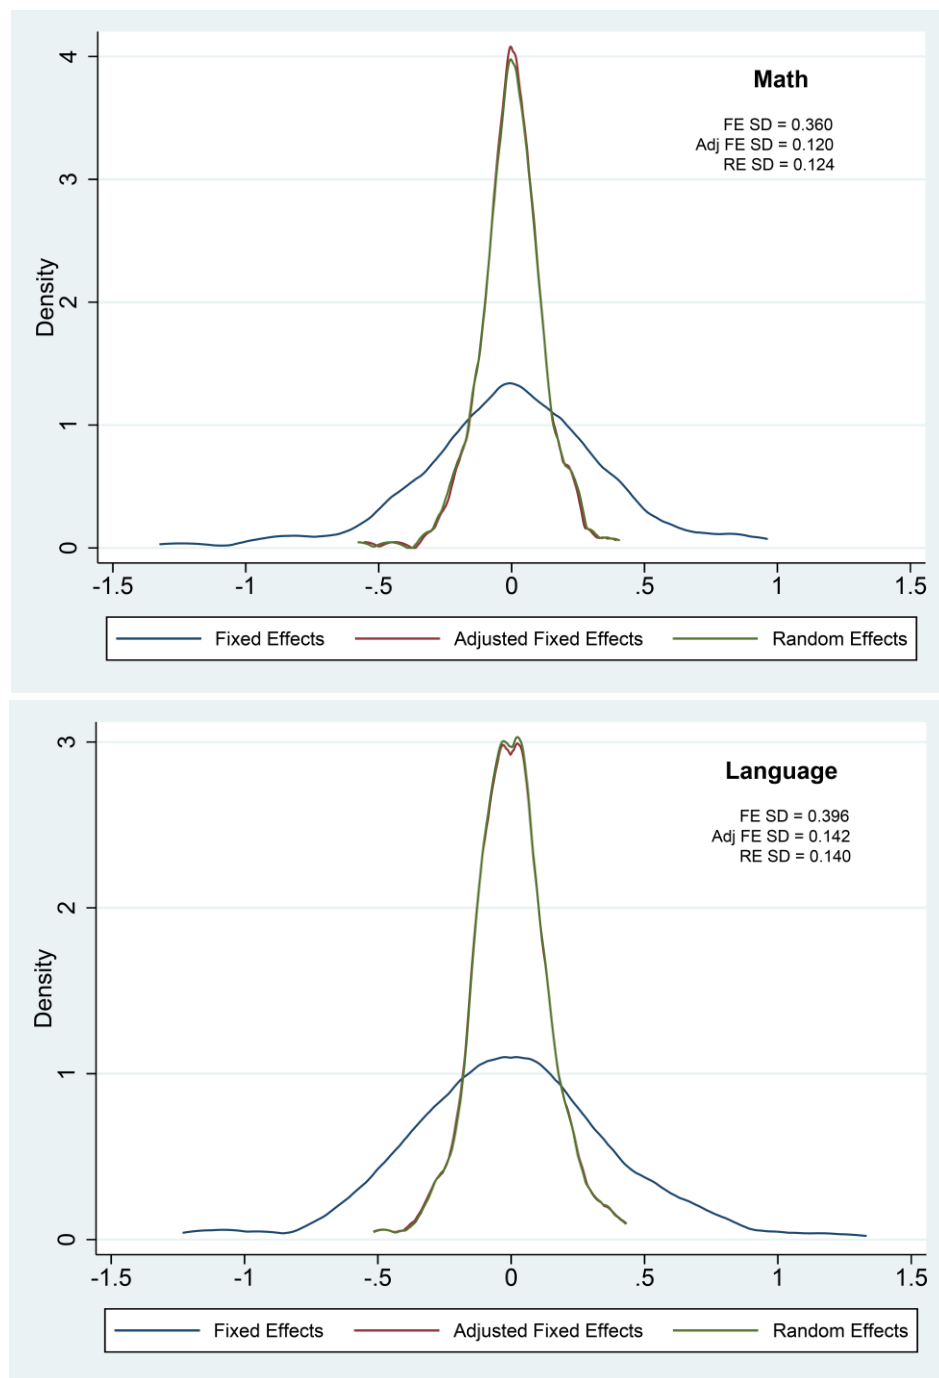 4
3
2
1
0
Density
Math
FE SD = 0.360
Adj FE SD = 0.120
RE SD = 0.124
-1.5 -1 -.5 0 .5 1 1.5
Fixed Effects Adjusted Fixed Effects Random Effects
3
2
1
0
Density
Language
FE SD = 0.396
Adj FE SD = 0.142
RE SD = 0.140
-1.5 -1 -.5 0 .5 1 1.5
Fixed Effects Adjusted Fixed Effects Random Effects